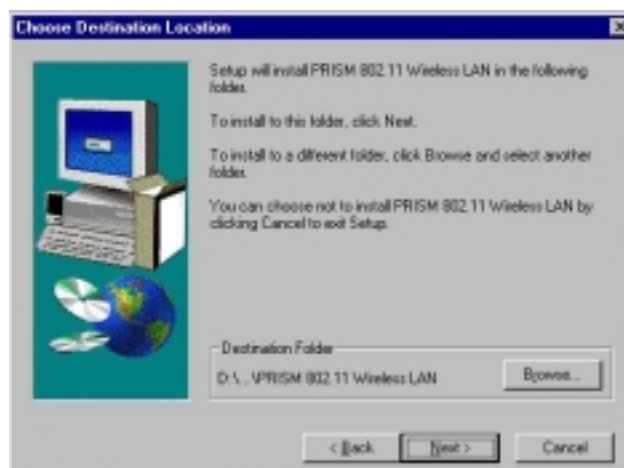 Choose Destination Location
Setup will install PRISM 802.11 Wireless LAN in the following
folder.
To install to this folder, click Next.
To install to a different folder, click Browse and select another
folder.
You can choose not to install PRISM 802.11 Wireless LAN by
clicking Cancel to exit Setup.
Destination Folder
D:\...\PRISM 802.11 Wireless LAN
Browse...
< Back
Next >
Cancel